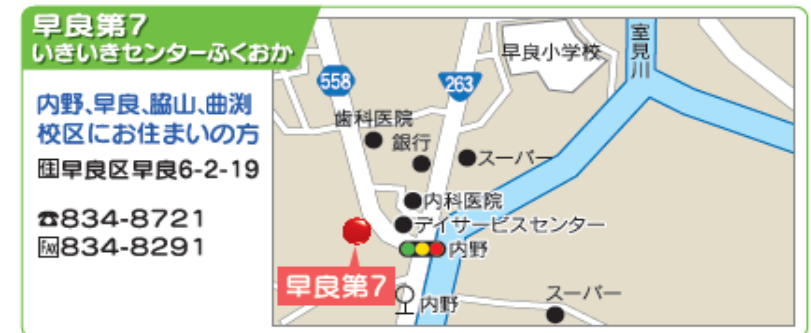 早良第7
いきいきセンターふくおか
内野、早良、脇山、曲渕
校区にお住まいの方
住早良区早良6-2-19
☎834-8721
FAX834-8291
早良小学校
室見川
558
263
歯科医院
銀行
スーパー
内科医院
デイサービスセンター
内野
早良第7
内野
スーパー